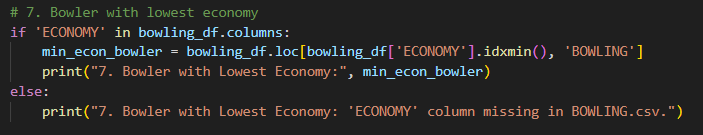 # 7. Bowler with lowest economy
if 'ECONOMY' in bowling_df.columns:
    min_econ_bowler = bowling_df.loc[bowling_df['ECONOMY'].idxmin(), 'BOWLING']
    print("7. Bowler with Lowest Economy:", min_econ_bowler)
else:
    print("7. Bowler with Lowest Economy: 'ECONOMY' column missing in BOWLING.csv.")